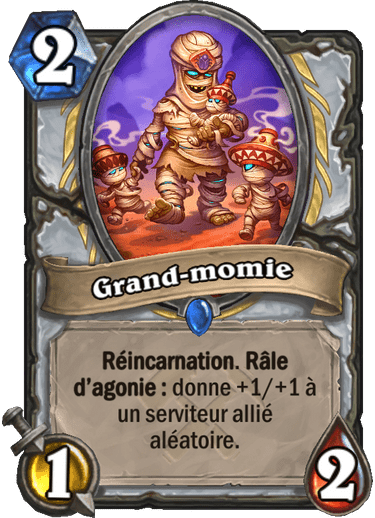 2
Grand-momie
Réincarnation. Râle
d'agonie : donne +1/+1 à
un serviteur allié
aléatoire.
1
2